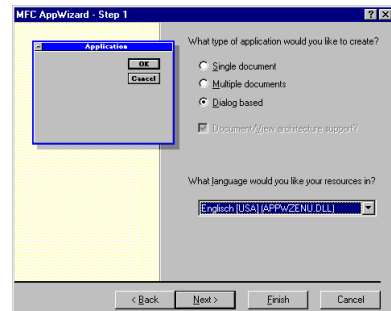 MFC AppWizard - Step 1
Application
OK
Cancel
What type of application would you like to create?
Single document
Multiple documents
Dialog based
Document/View architecture support?
What language would you like your resources in?
Englisch [USA] (APPWZENU.DLL)
< Back
Next >
Finish
Cancel